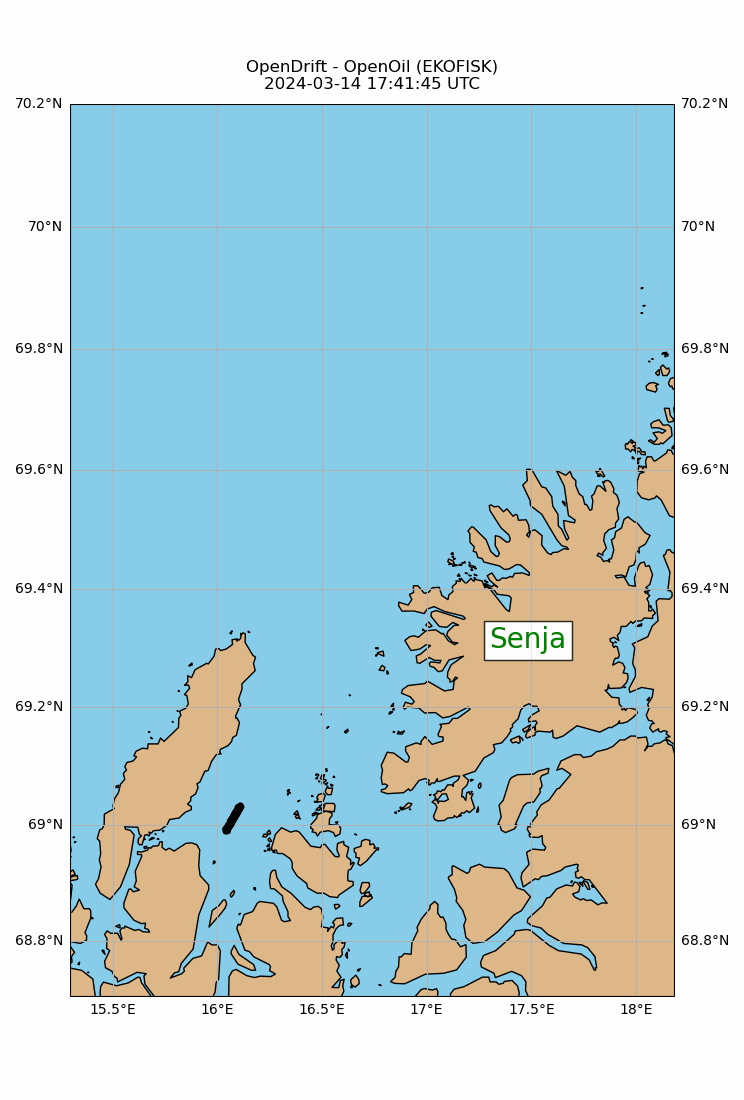 OpenDrift - OpenOil (EKOFISK)
2024-03-14 17:41:45 UTC
70.2°N 70.2°N
70°N 70°N
69.8°N 69.8°N
69.6°N 69.6°N
69.4°N 69.4°N
Senja
69.2°N 69.2°N
69°N 69°N
68.8°N 68.8°N
15.5°E 16°E 16.5°E 17°E 17.5°E 18°E